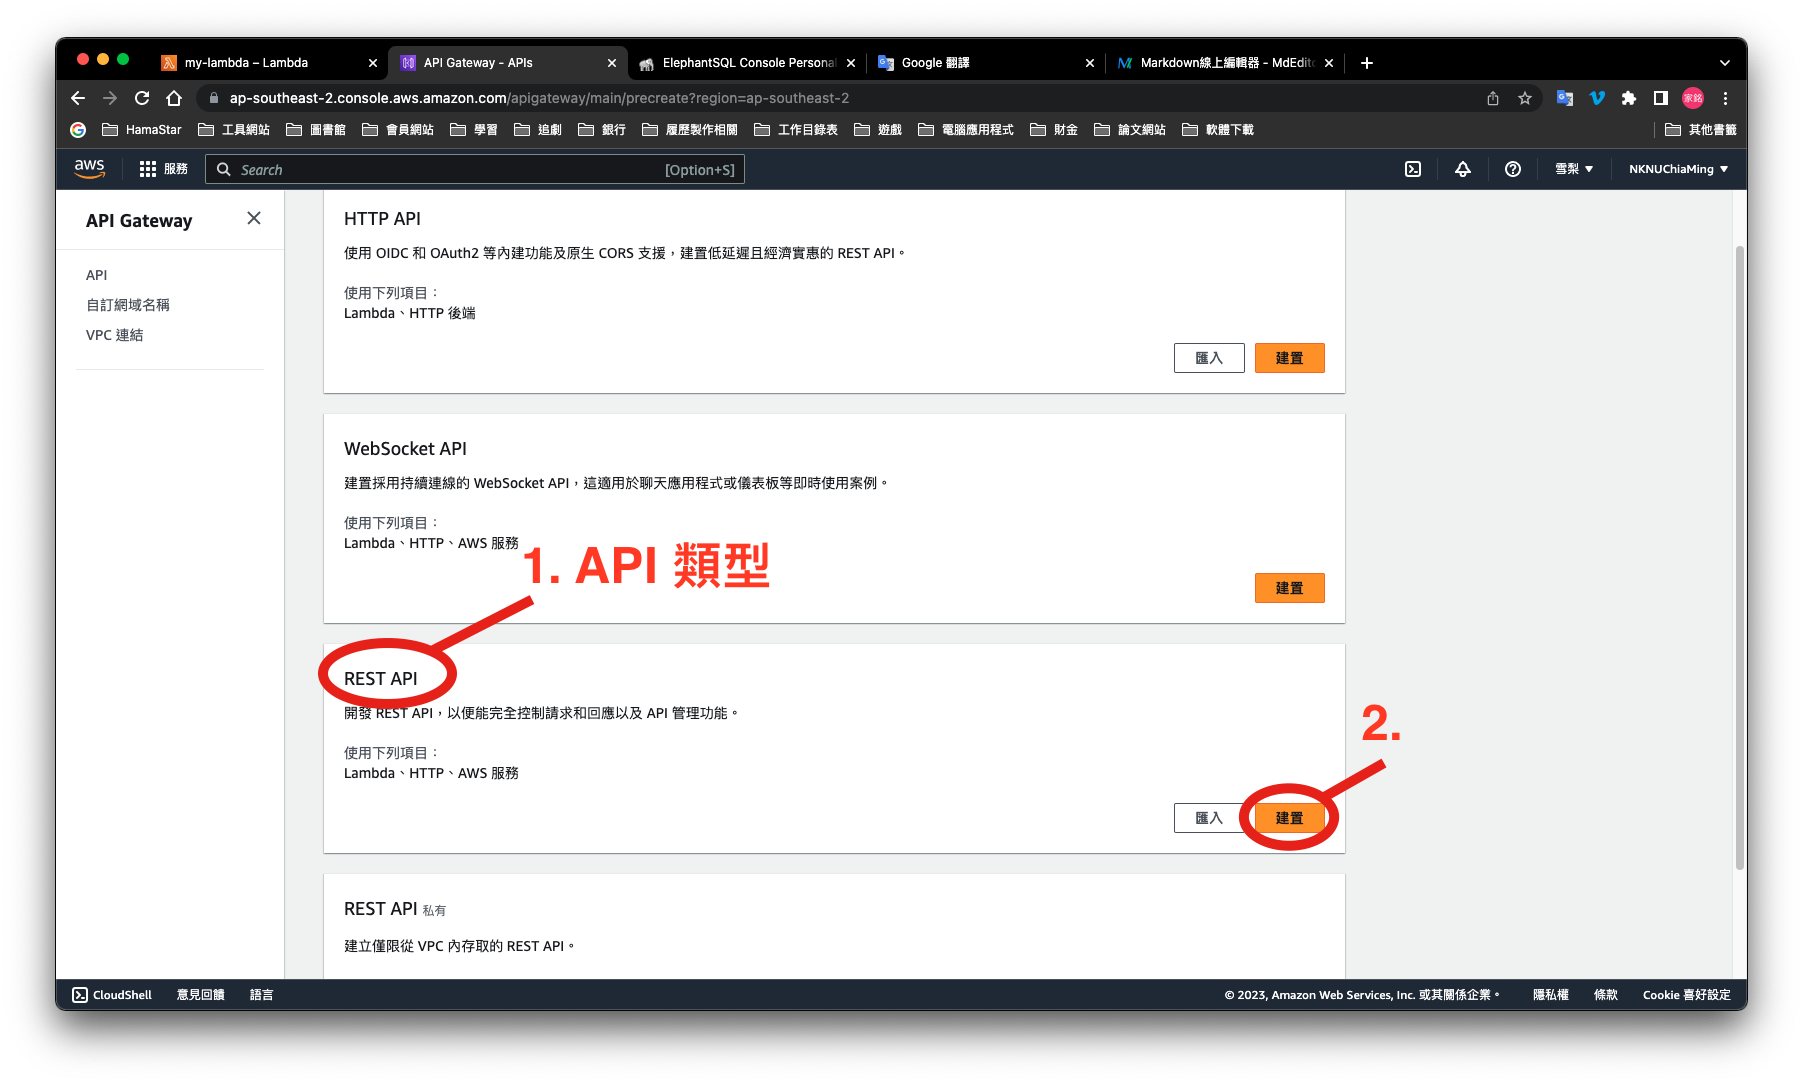 my-lambda – Lambda
API Gateway - APIs
ElephantSQL Console Personal
Google 翻譯
Markdown線上編輯器 - MdEdito
ap-southeast-2.console.aws.amazon.com/apigateway/main/precreate?region=ap-southeast-2
家銘
HamaStar
工具網站
圖書館
會員網站
學習
追劇
銀行
履歷製作相關
工作目錄表
遊戲
電腦應用程式
財金
論文網站
軟體下載
其他書籤
aws
服務
Search
[Option+S]
雪梨
NKNUChiaMing
API Gateway
API
自訂網域名稱
VPC 連結
HTTP API
使用 OIDC 和 OAuth2 等內建功能及原生 CORS 支援，建置低延遲且經濟實惠的 REST API。
使用下列項目：
Lambda、HTTP 後端
匯入
建置
WebSocket API
建置採用持續連線的 WebSocket API，這適用於聊天應用程式或儀表板等即時使用案例。
使用下列項目：
Lambda、HTTP、AWS 服務
1. API 類型
建置
REST API
開發 REST API，以便能完全控制請求和回應以及 API 管理功能。
使用下列項目：
Lambda、HTTP、AWS 服務
2.
匯入
建置
REST API 私有
建立僅限從 VPC 內存取的 REST API。
CloudShell
意見回饋
語言
© 2023, Amazon Web Services, Inc. 或其關係企業。
隱私權
條款
Cookie 喜好設定